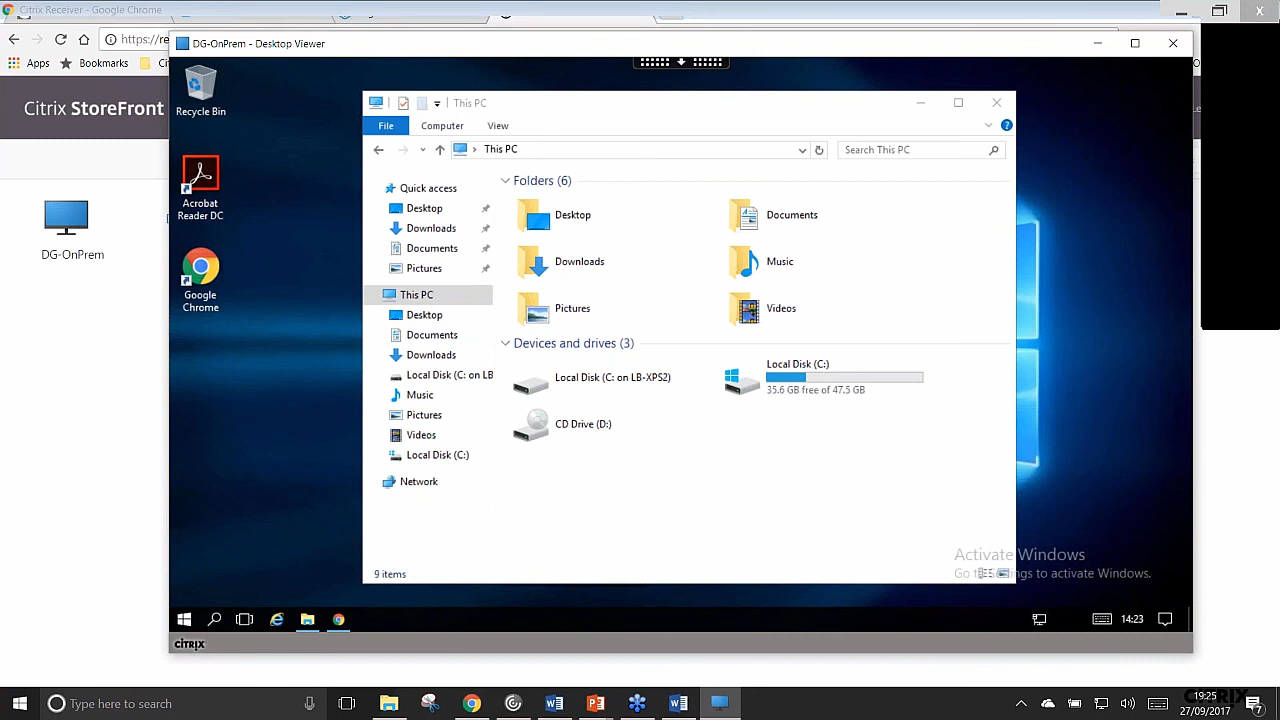 Citrix Receiver - Google Chrome
https://re
Apps
Bookmarks
Citrix StoreFront
DG-OnPrem
DG-OnPrem - Desktop Viewer
Recycle Bin
Acrobat
Reader DC
Google
Chrome
This PC
File
Computer
View
This PC
Search This PC
Quick access
Desktop
Downloads
Documents
Pictures
This PC
Desktop
Documents
Downloads
Local Disk (C: on LB
Music
Pictures
Videos
Local Disk (C:)
Network
Folders (6)
Desktop
Documents
Downloads
Music
Pictures
Videos
Devices and drives (3)
Local Disk (C: on LB-XPS2)
Local Disk (C:)
35.6 GB free of 47.5 GB
CD Drive (D:)
9 items
Activate Windows
14:23
CITRIX
Type here to search
CITRIX
19:25
27/09/2017
7